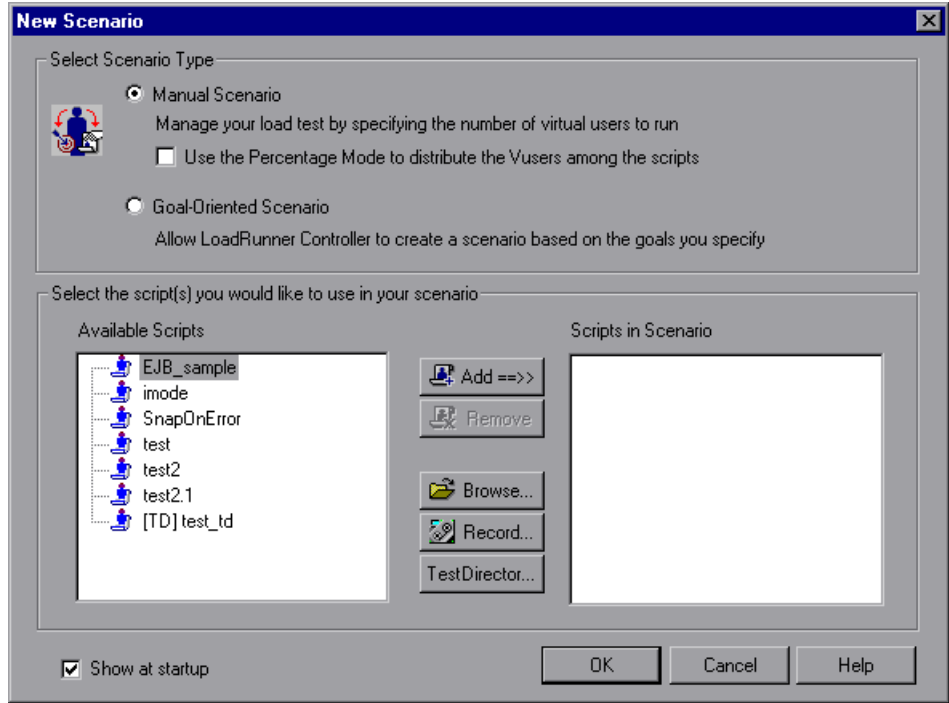 New Scenario
Select Scenario Type
Manual Scenario
Manage your load test by specifying the number of virtual users to run
Use the Percentage Mode to distribute the Vusers among the scripts
Goal-Oriented Scenario
Allow LoadRunner Controller to create a scenario based on the goals you specify
Select the script(s) you would like to use in your scenario
Available Scripts
EJB_sample
imode
SnapOnError
test
test2
test2.1
[TD] test_td
Add ==>>
Remove
Browse...
Record...
TestDirector...
Scripts in Scenario
Show at startup
OK
Cancel
Help